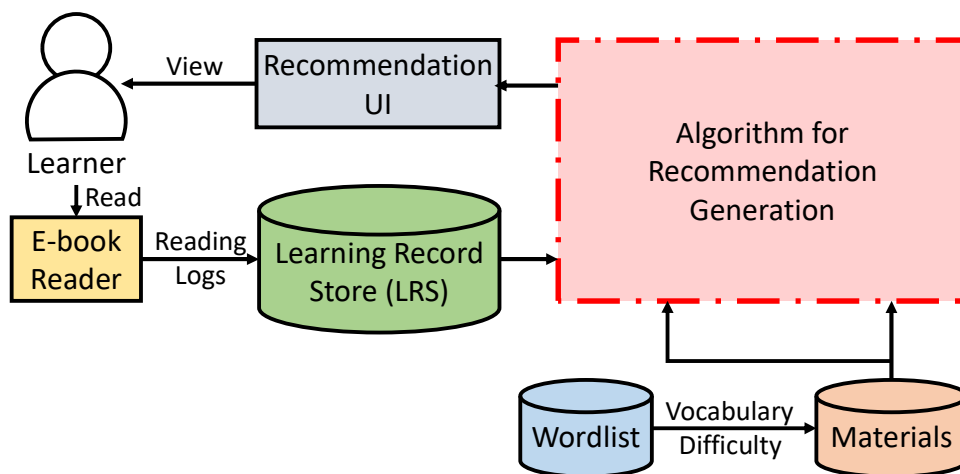 View
Recommendation
UI
Algorithm for
Recommendation
Generation
Learner
Read
E-book
Reader
Reading
Logs
Learning Record
Store (LRS)
Wordlist
Vocabulary
Difficulty
Materials